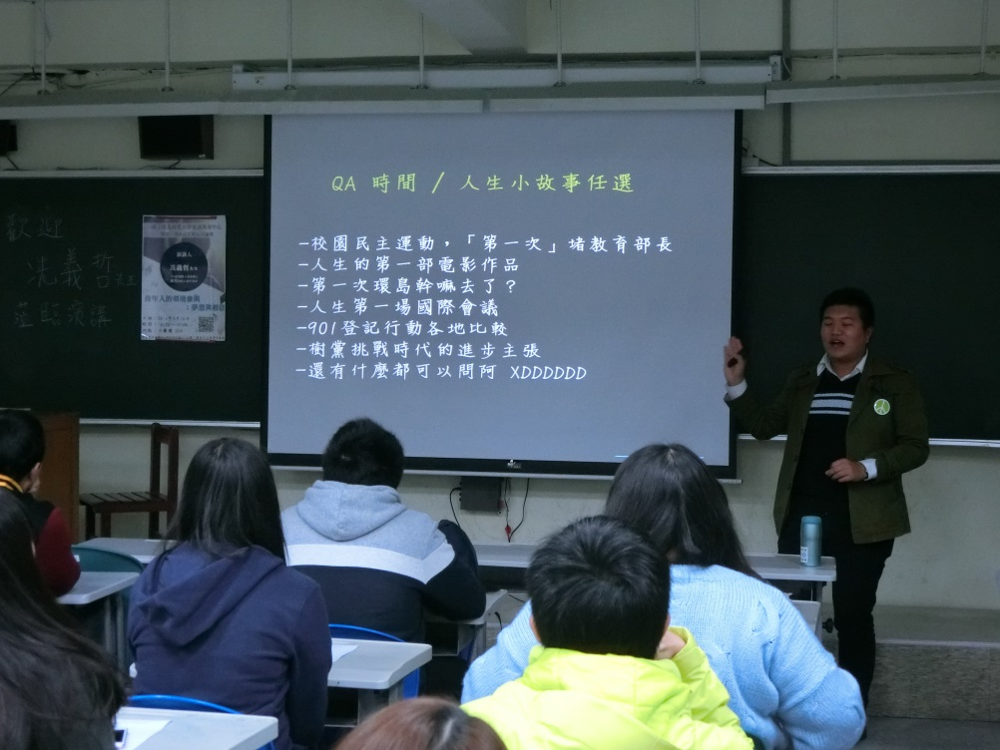 QA 時間 / 人生小故事任選
-校園民主運動，「第一次」堵教育部長
-人生的第一部電影作品
-第一次環島幹嘛去了？
-人生第一場國際會議
-901登記行動各地比較
-樹黨挑戰時代的進步主張
-還有什麼都可以問阿 XDDDDDD
歡迎
冼義哲
蒞臨演講